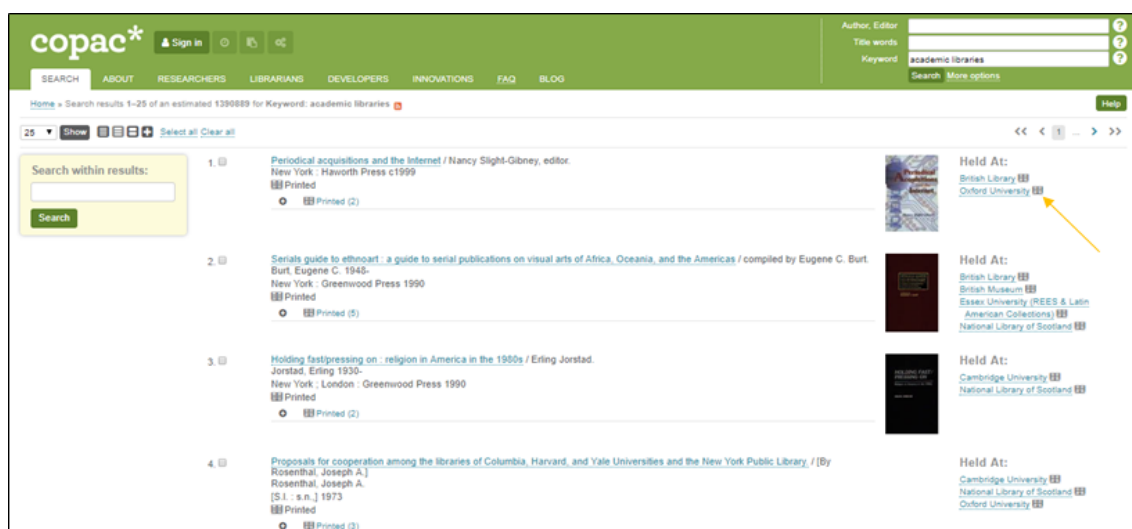 copac*
Sign in
Author, Editor
?
Title words
?
Keyword
academic libraries
?
Search More options
SEARCH ABOUT RESEARCHERS LIBRARIANS DEVELOPERS INNOVATIONS FAQ BLOG
Home » Search results 1–25 of an estimated 1390889 for Keyword: academic libraries
Help
25 Show Select all Clear all
<< < 1 ... > >>
Search within results:
Search
1. Periodical acquisitions and the Internet / Nancy Slight-Gibney, editor.
New York : Haworth Press c1999
Printed
Printed (2)
Periodical
Acquisitions
Internet
Held At:
British Library
Oxford University
2. Serials guide to ethnoart : a guide to serial publications on visual arts of Africa, Oceania, and the Americas / compiled by Eugene C. Burt.
Burt, Eugene C. 1948-
New York : Greenwood Press 1990
Printed
Printed (5)
Held At:
British Library
British Museum
Essex University (REES & Latin
American Collections)
National Library of Scotland
3. Holding fast/pressing on : religion in America in the 1980s / Erling Jorstad.
Jorstad, Erling 1930-
New York ; London : Greenwood Press 1990
Printed
Printed (2)
HOLDING FAST/
PRESSING ON
Held At:
Cambridge University
National Library of Scotland
4. Proposals for cooperation among the libraries of Columbia, Harvard, and Yale Universities and the New York Public Library. / [By
Rosenthal, Joseph A.]
Rosenthal, Joseph A.
[S.l. : s.n.,] 1973
Printed
Printed (3)
Held At:
Cambridge University
National Library of Scotland
Oxford University